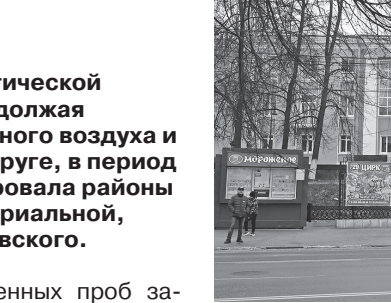 тической
должая
ного воздуха и
руге, в период
ровала районы
риальной,
вского.
енных проб за-
мороженое
ЦИРК